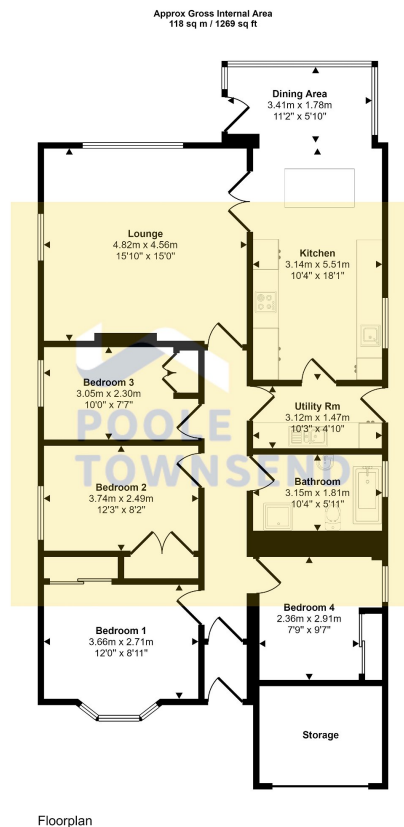 Approx Gross Internal Area
118 sq m / 1269 sq ft
Dining Area
3.41m x 1.78m
11'2" x 5'10"
Lounge
4.82m x 4.56m
15'10" x 15'0"
Kitchen
3.14m x 5.51m
10'4" x 18'1"
Bedroom 3
3.05m x 2.30m
10'0" x 7'7"
Utility Rm
3.12m x 1.47m
10'3" x 4'10"
POOLE
TOWNSEND
Bedroom 2
3.74m x 2.49m
12'3" x 8'2"
Bathroom
3.15m x 1.81m
10'4" x 5'11"
Bedroom 1
3.66m x 2.71m
12'0" x 8'11"
Bedroom 4
2.36m x 2.91m
7'9" x 9'7"
Storage
Floorplan